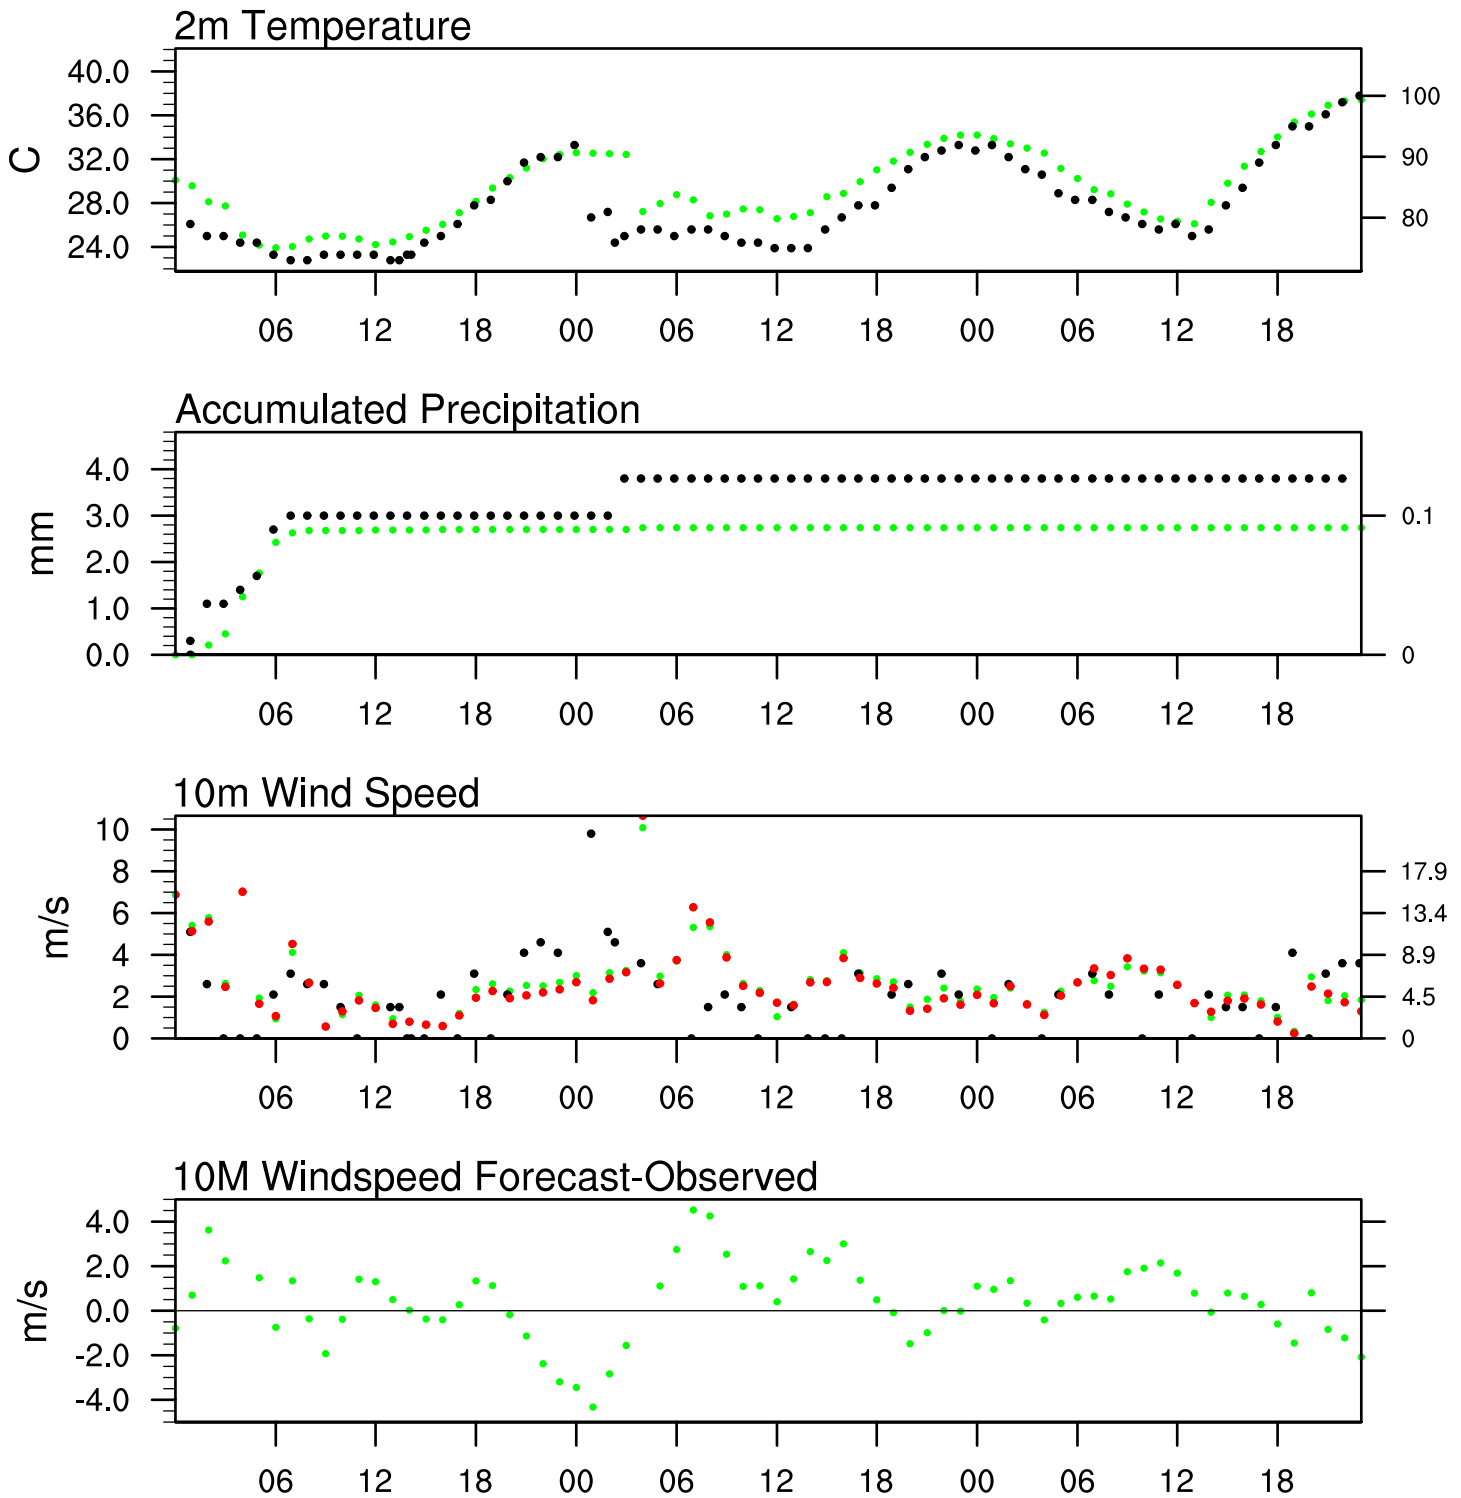 2m Temperature
40.0
36.0
32.0
28.0
24.0
C
100
90
80
06 12 18 00 06 12 18 00 06 12 18
Accumulated Precipitation
4.0
3.0
2.0
1.0
0.0
mm
0.1
0
06 12 18 00 06 12 18 00 06 12 18
10m Wind Speed
10
8
6
4
2
0
m/s
17.9
13.4
8.9
4.5
0
06 12 18 00 06 12 18 00 06 12 18
10M Windspeed Forecast-Observed
4.0
2.0
0.0
-2.0
-4.0
m/s
06 12 18 00 06 12 18 00 06 12 18